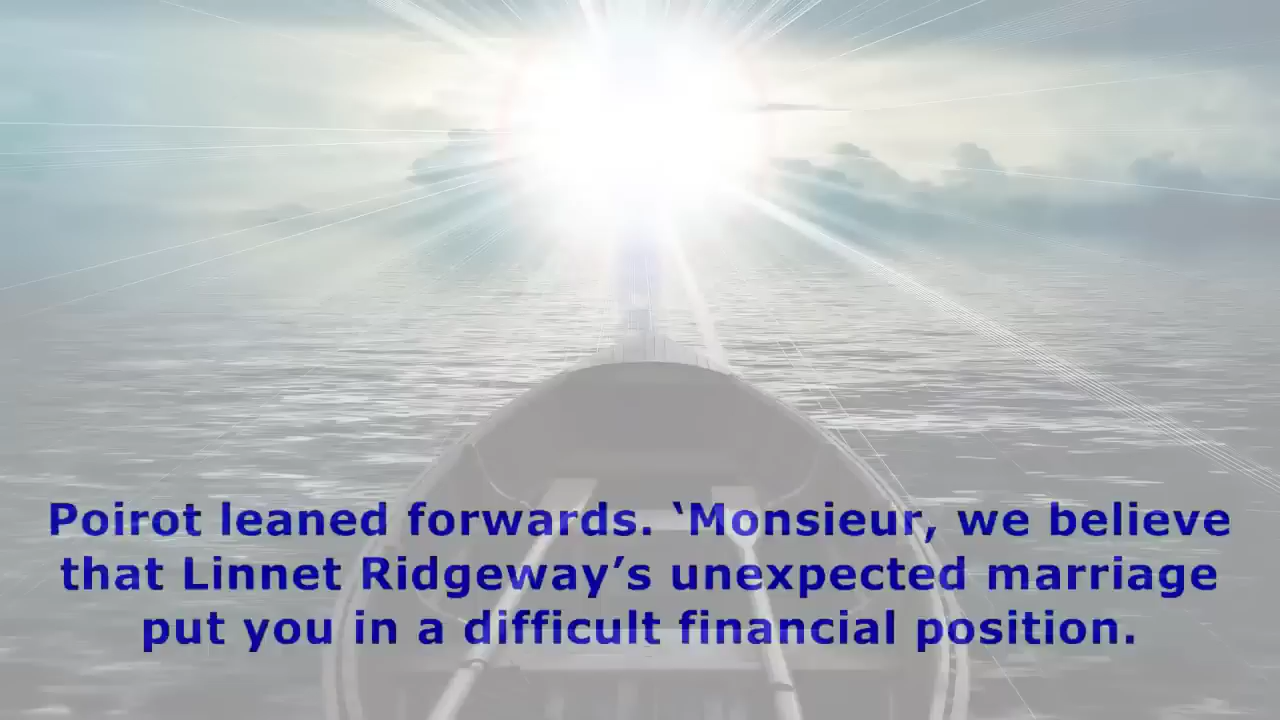 Poirot leaned forwards. ‘Monsieur, we believe
that Linnet Ridgeway’s unexpected marriage
put you in a difficult financial position.